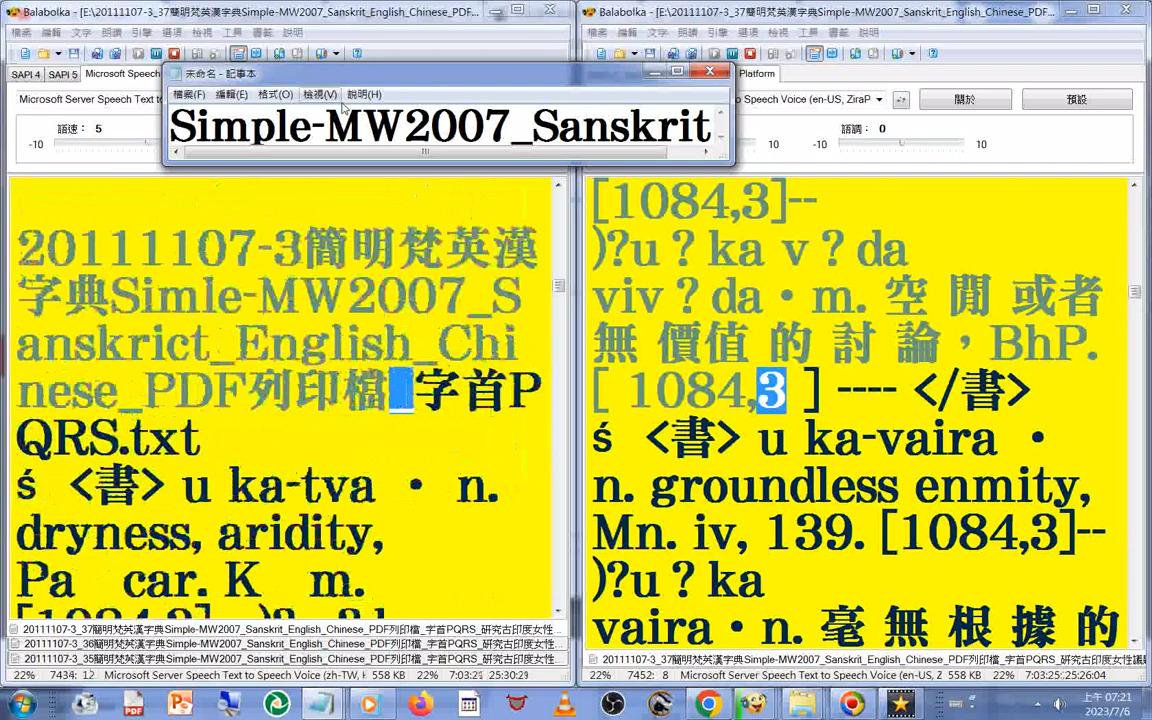 Balabolka - [E:\20111107-3_37簡明梵英漢字典Simple-MW2007_Sanskrit_English_Chinese_PDF...
檔案 編輯 文字 朗讀 引擎 選項 檢視 工具 書籤 說明
SAPI 4 SAPI 5 Microsoft Speech
Microsoft Server Speech Text to
語速： 5
-10
未命名 - 記事本
檔案(F) 編輯(E) 格式(O) 檢視(V) 說明(H)
Simple-MW2007_Sanskrit
20111107-3簡明梵英漢
字典Simle-MW2007_S
anskrict_English_Chi
nese_PDF列印檔_字首P
QRS.txt
ś <書> u ka-tva • n.
dryness, aridity,
Pa car. K m.
20111107-3_37簡明梵英漢字典Simple-MW2007_Sanskrit_English_Chinese_PDF列印檔_字首PQRS_研究古印度女性...
20111107-3_36簡明梵英漢字典Simple-MW2007_Sanskrit_English_Chinese_PDF列印檔_字首PQRS_研究古印度女性...
20111107-3_35簡明梵英漢字典Simple-MW2007_Sanskrit_English_Chinese_PDF列印檔_字首PQRS_研究古印度女性...
22% 7434: 12 Microsoft Server Speech Text to Speech Voice (zh-TW, H 558 KB 22% 7:03:25 25:30:29
Balabolka - [E:\20111107-3_37簡明梵英漢字典Simple-MW2007_Sanskrit_English_Chinese_PDF...
檔案 編輯 文字 朗讀 引擎 選項 檢視 工具 書籤 說明
Platform
Speech Voice (en-US, ZiraP
關於 預設
語調： 0
10 -10 10
[1084,3]--
)?u ? ka v ? da
viv ? da • m. 空 閒 或者
無 價值 的 討 論，BhP.
[ 1084,3 ] ---- </書>
ś <書> u ka-vaira •
n. groundless enmity,
Mn. iv, 139. [1084,3]--
)?u ? ka
vaira • n. 毫 無 根 據 的
20111107-3_37簡明梵英漢字典Simple-MW2007_Sanskrit_English_Chinese_PDF列印檔_字首PQRS_研究古印度女性議
22% 7452: 8 Microsoft Server Speech Text to Speech Voice (en-US, Z 558 KB 22% 7:03:25:25:26:04
上午 07:21
2023/7/6